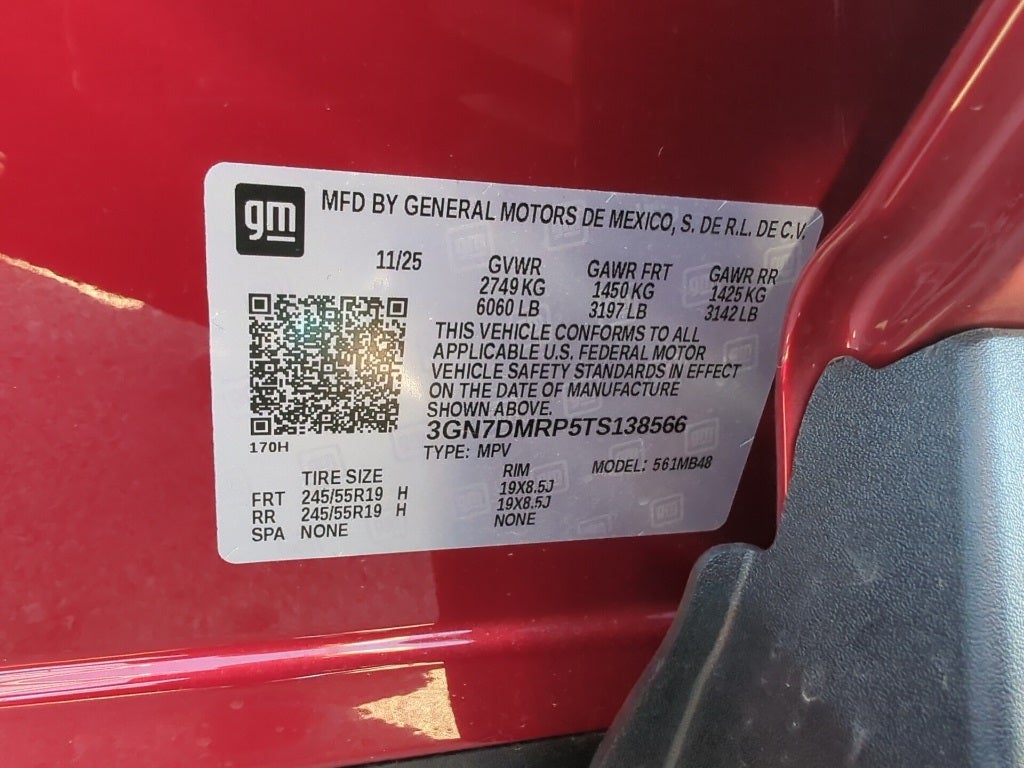 gm MFD BY GENERAL MOTORS DE MEXICO, S. DE R.L. DE C.V.
11/25 GVWR GAWR FRT GAWR RR
2749 KG 1450 KG 1425 KG
6060 LB 3197 LB 3142 LB
THIS VEHICLE CONFORMS TO ALL
APPLICABLE U.S. FEDERAL MOTOR
VEHICLE SAFETY STANDARDS IN EFFECT
ON THE DATE OF MANUFACTURE
SHOWN ABOVE.
3GN7DMRP5TS138566
170H
TYPE: MPV MODEL: 561MB48
TIRE SIZE RIM
FRT 245/55R19 H 19X8.5J
RR 245/55R19 H 19X8.5J
SPA NONE NONE